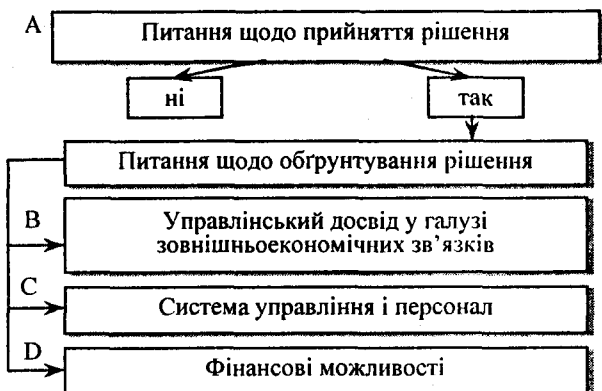 A
Питання щодо прийняття рішення
ні
так
Питання щодо обґрунтування рішення
B
Управлінський досвід у галузі
зовнішньоекономічних зв’язків
C
Система управління і персонал
D
Фінансові можливості